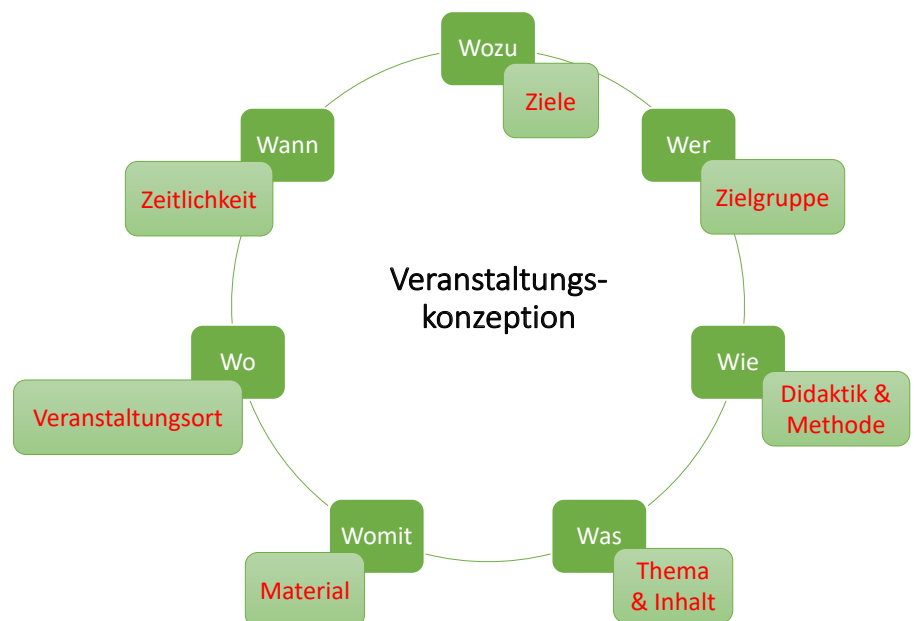 Wozu
Ziele
Wer
Zielgruppe
Wie
Didaktik &
Methode
Was
Thema
& Inhalt
Womit
Material
Wo
Veranstaltungsort
Wann
Zeitlichkeit
Veranstaltungs-
konzeption